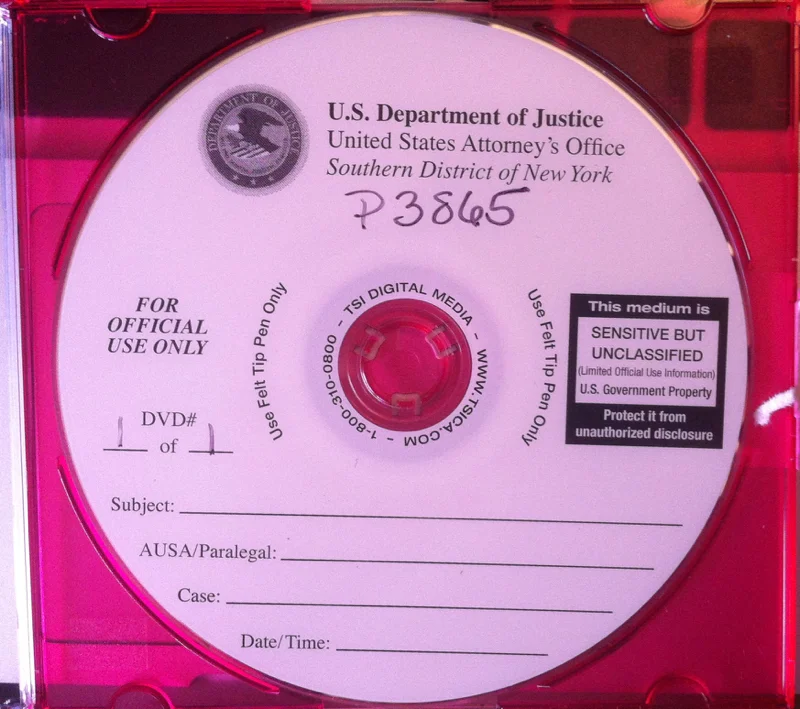 DEPARTMENT OF JUSTICE
U.S. Department of Justice
United States Attorney's Office
Southern District of New York
P3865
FOR
OFFICIAL
USE ONLY
Use Felt Tip Pen Only
TSI DIGITAL MEDIA – WWW.TSICA.COM – 1-800-310-0800 –
Use Felt Tip Pen Only
This medium is
SENSITIVE BUT
UNCLASSIFIED
(Limited Official Use Information)
U.S. Government Property
Protect it from
unauthorized disclosure
DVD#
1 of 1
Subject:
AUSA/Paralegal:
Case:
Date/Time: